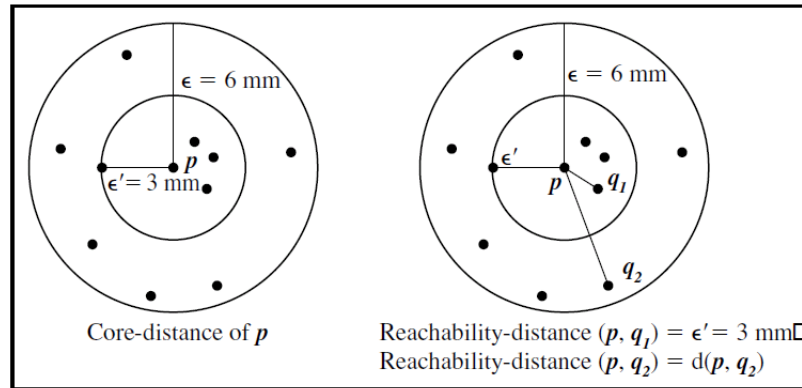 ϵ = 6 mm
p
ϵ′= 3 mm
Core-distance of p
ϵ = 6 mm
ϵ′
p
q1
q2
Reachability-distance (p, q1) = ϵ′= 3 mm□
Reachability-distance (p, q2) = d(p, q2)